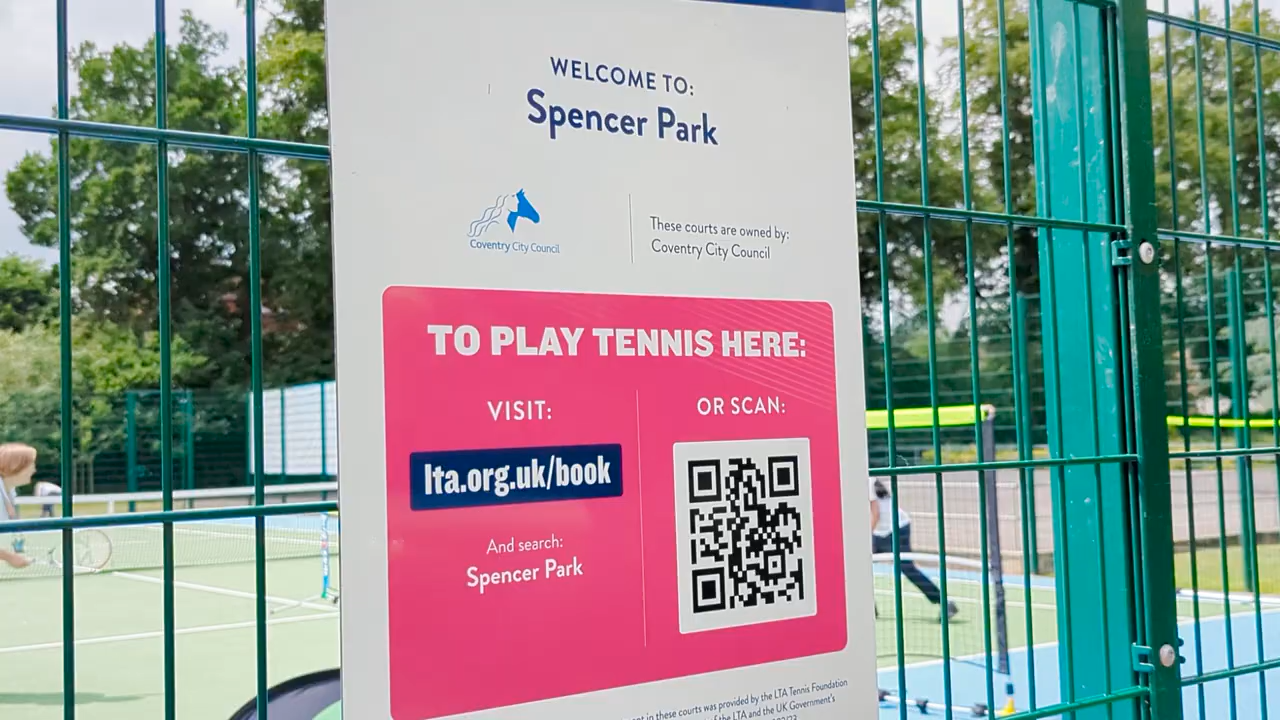 WELCOME TO:
Spencer Park
Coventry City Council
These courts are owned by:
Coventry City Council
TO PLAY TENNIS HERE:
VISIT:
lta.org.uk/book
And search:
Spencer Park
OR SCAN:
in these courts was provided by the LTA Tennis Foundation
of the LTA and the UK Government's